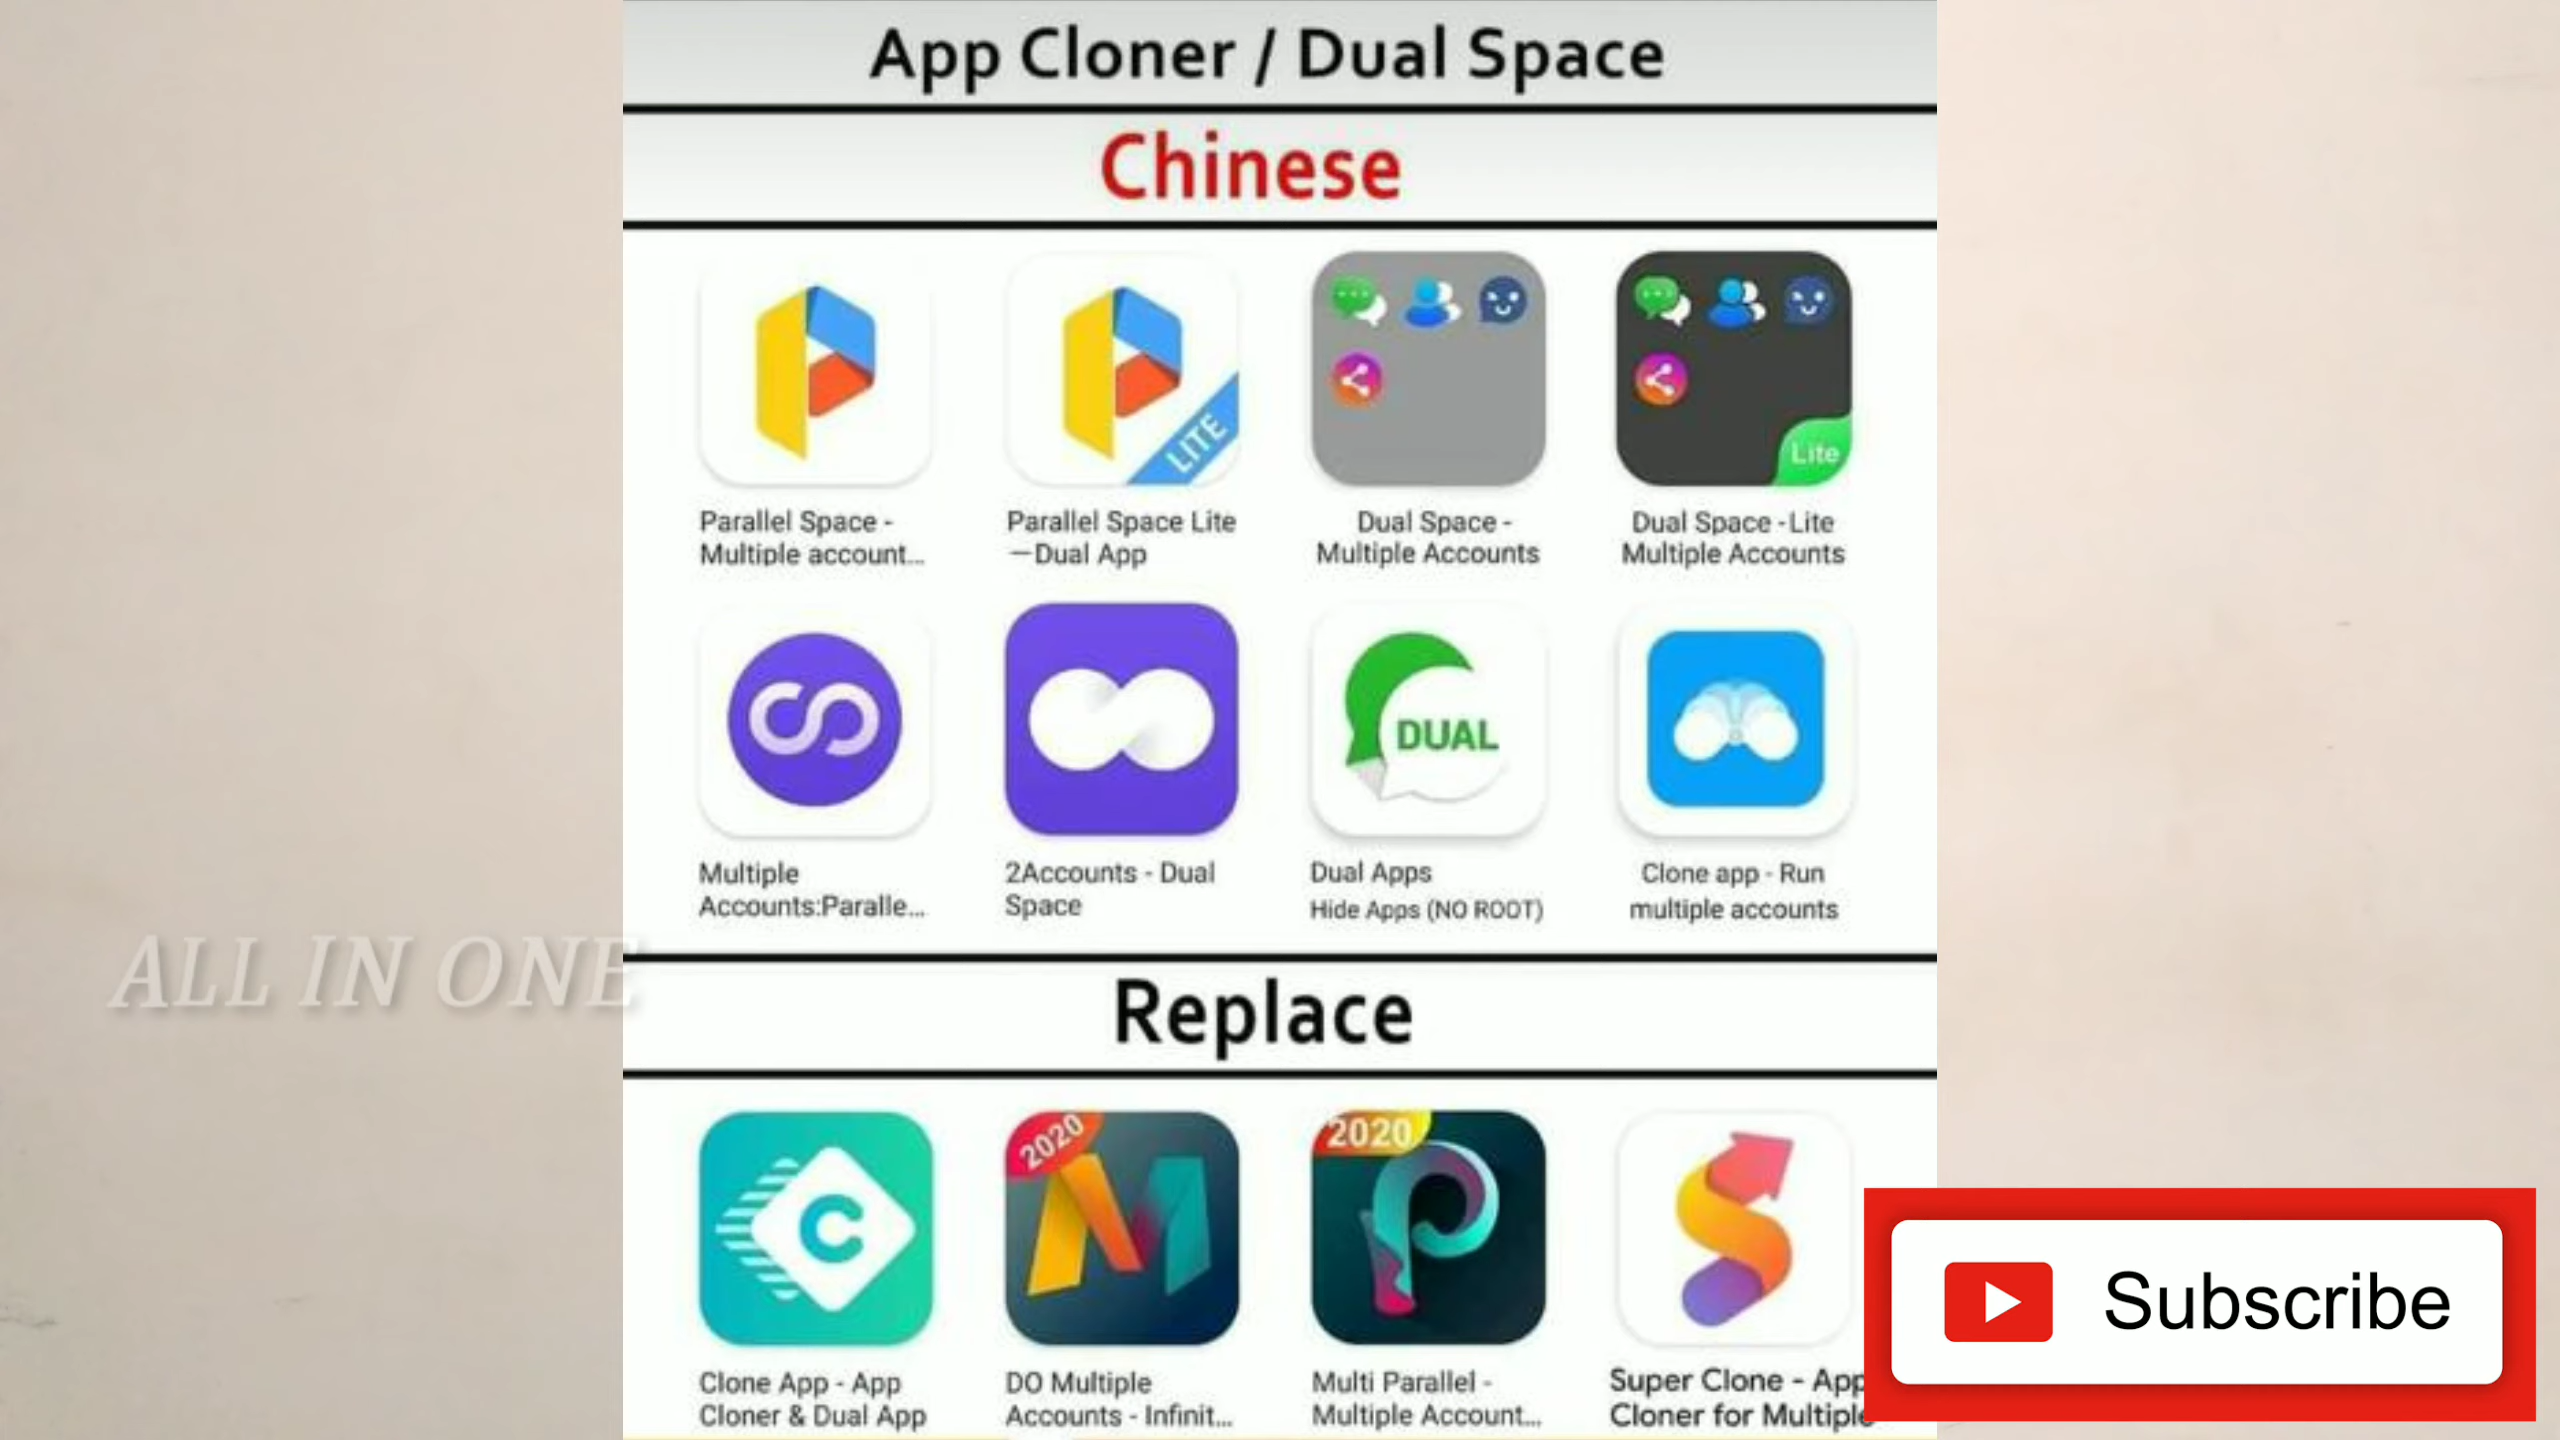 App Cloner / Dual Space
Chinese
LITE
Lite
Parallel Space -
Multiple account...
Parallel Space Lite
—Dual App
Dual Space -
Multiple Accounts
Dual Space -Lite
Multiple Accounts
DUAL
Multiple
Accounts:Paralle...
2Accounts - Dual
Space
Dual Apps
Hide Apps (NO ROOT)
Clone app - Run
multiple accounts
ALL IN ONE
Replace
C
2020
2020
Clone App - App
Cloner & Dual App
DO Multiple
Accounts - Infinit...
Multi Parallel -
Multiple Account...
Super Clone - App
Cloner for Multiple
Subscribe